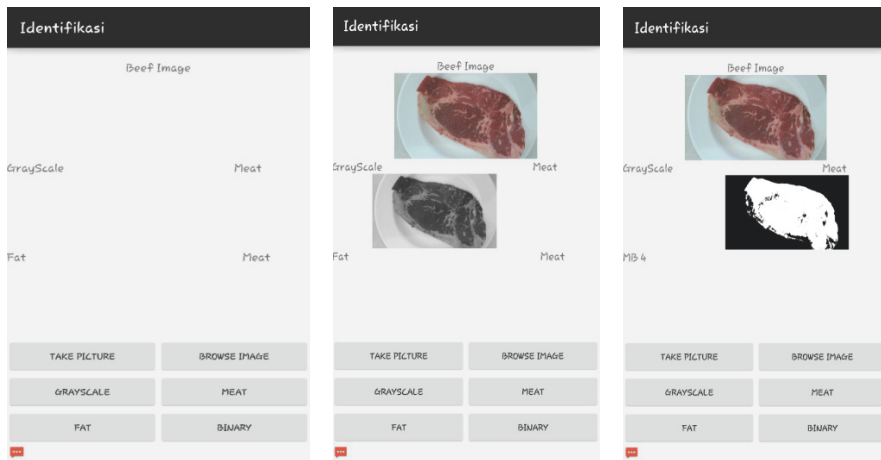 Identifikasi
Beef Image
GrayScale Meat
Fat Meat
TAKE PICTURE BROWSE IMAGE
GRAYSCALE MEAT
FAT BINARY
Identifikasi
Beef Image
GrayScale Meat
Fat Meat
TAKE PICTURE BROWSE IMAGE
GRAYSCALE MEAT
FAT BINARY
Identifikasi
Beef Image
GrayScale Meat
MB 4
TAKE PICTURE BROWSE IMAGE
GRAYSCALE MEAT
FAT BINARY